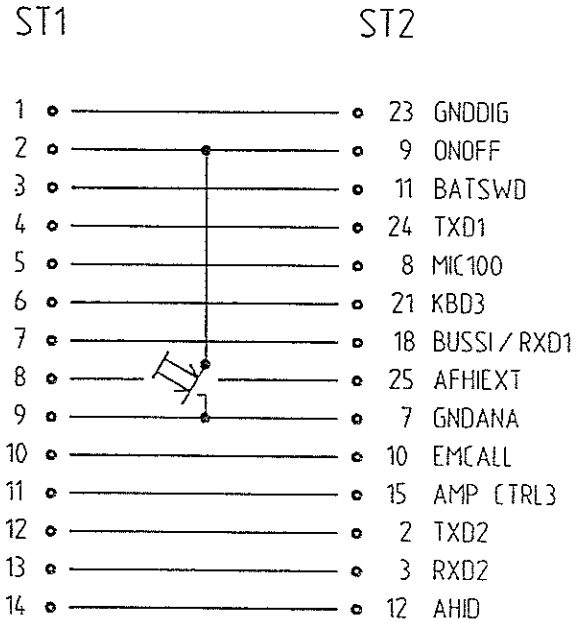 ST1 ST2
1 23 GNDDIG
2 9 ONOFF
3 11 BATSWD
4 24 TXD1
5 8 MIC100
6 21 KBD3
7 18 BUSSI / RXD1
8 25 AFHIEXT
9 7 GNDANA
10 10 EMCALL
11 15 AMP CTRL3
12 2 TXD2
13 3 RXD2
14 12 AHID